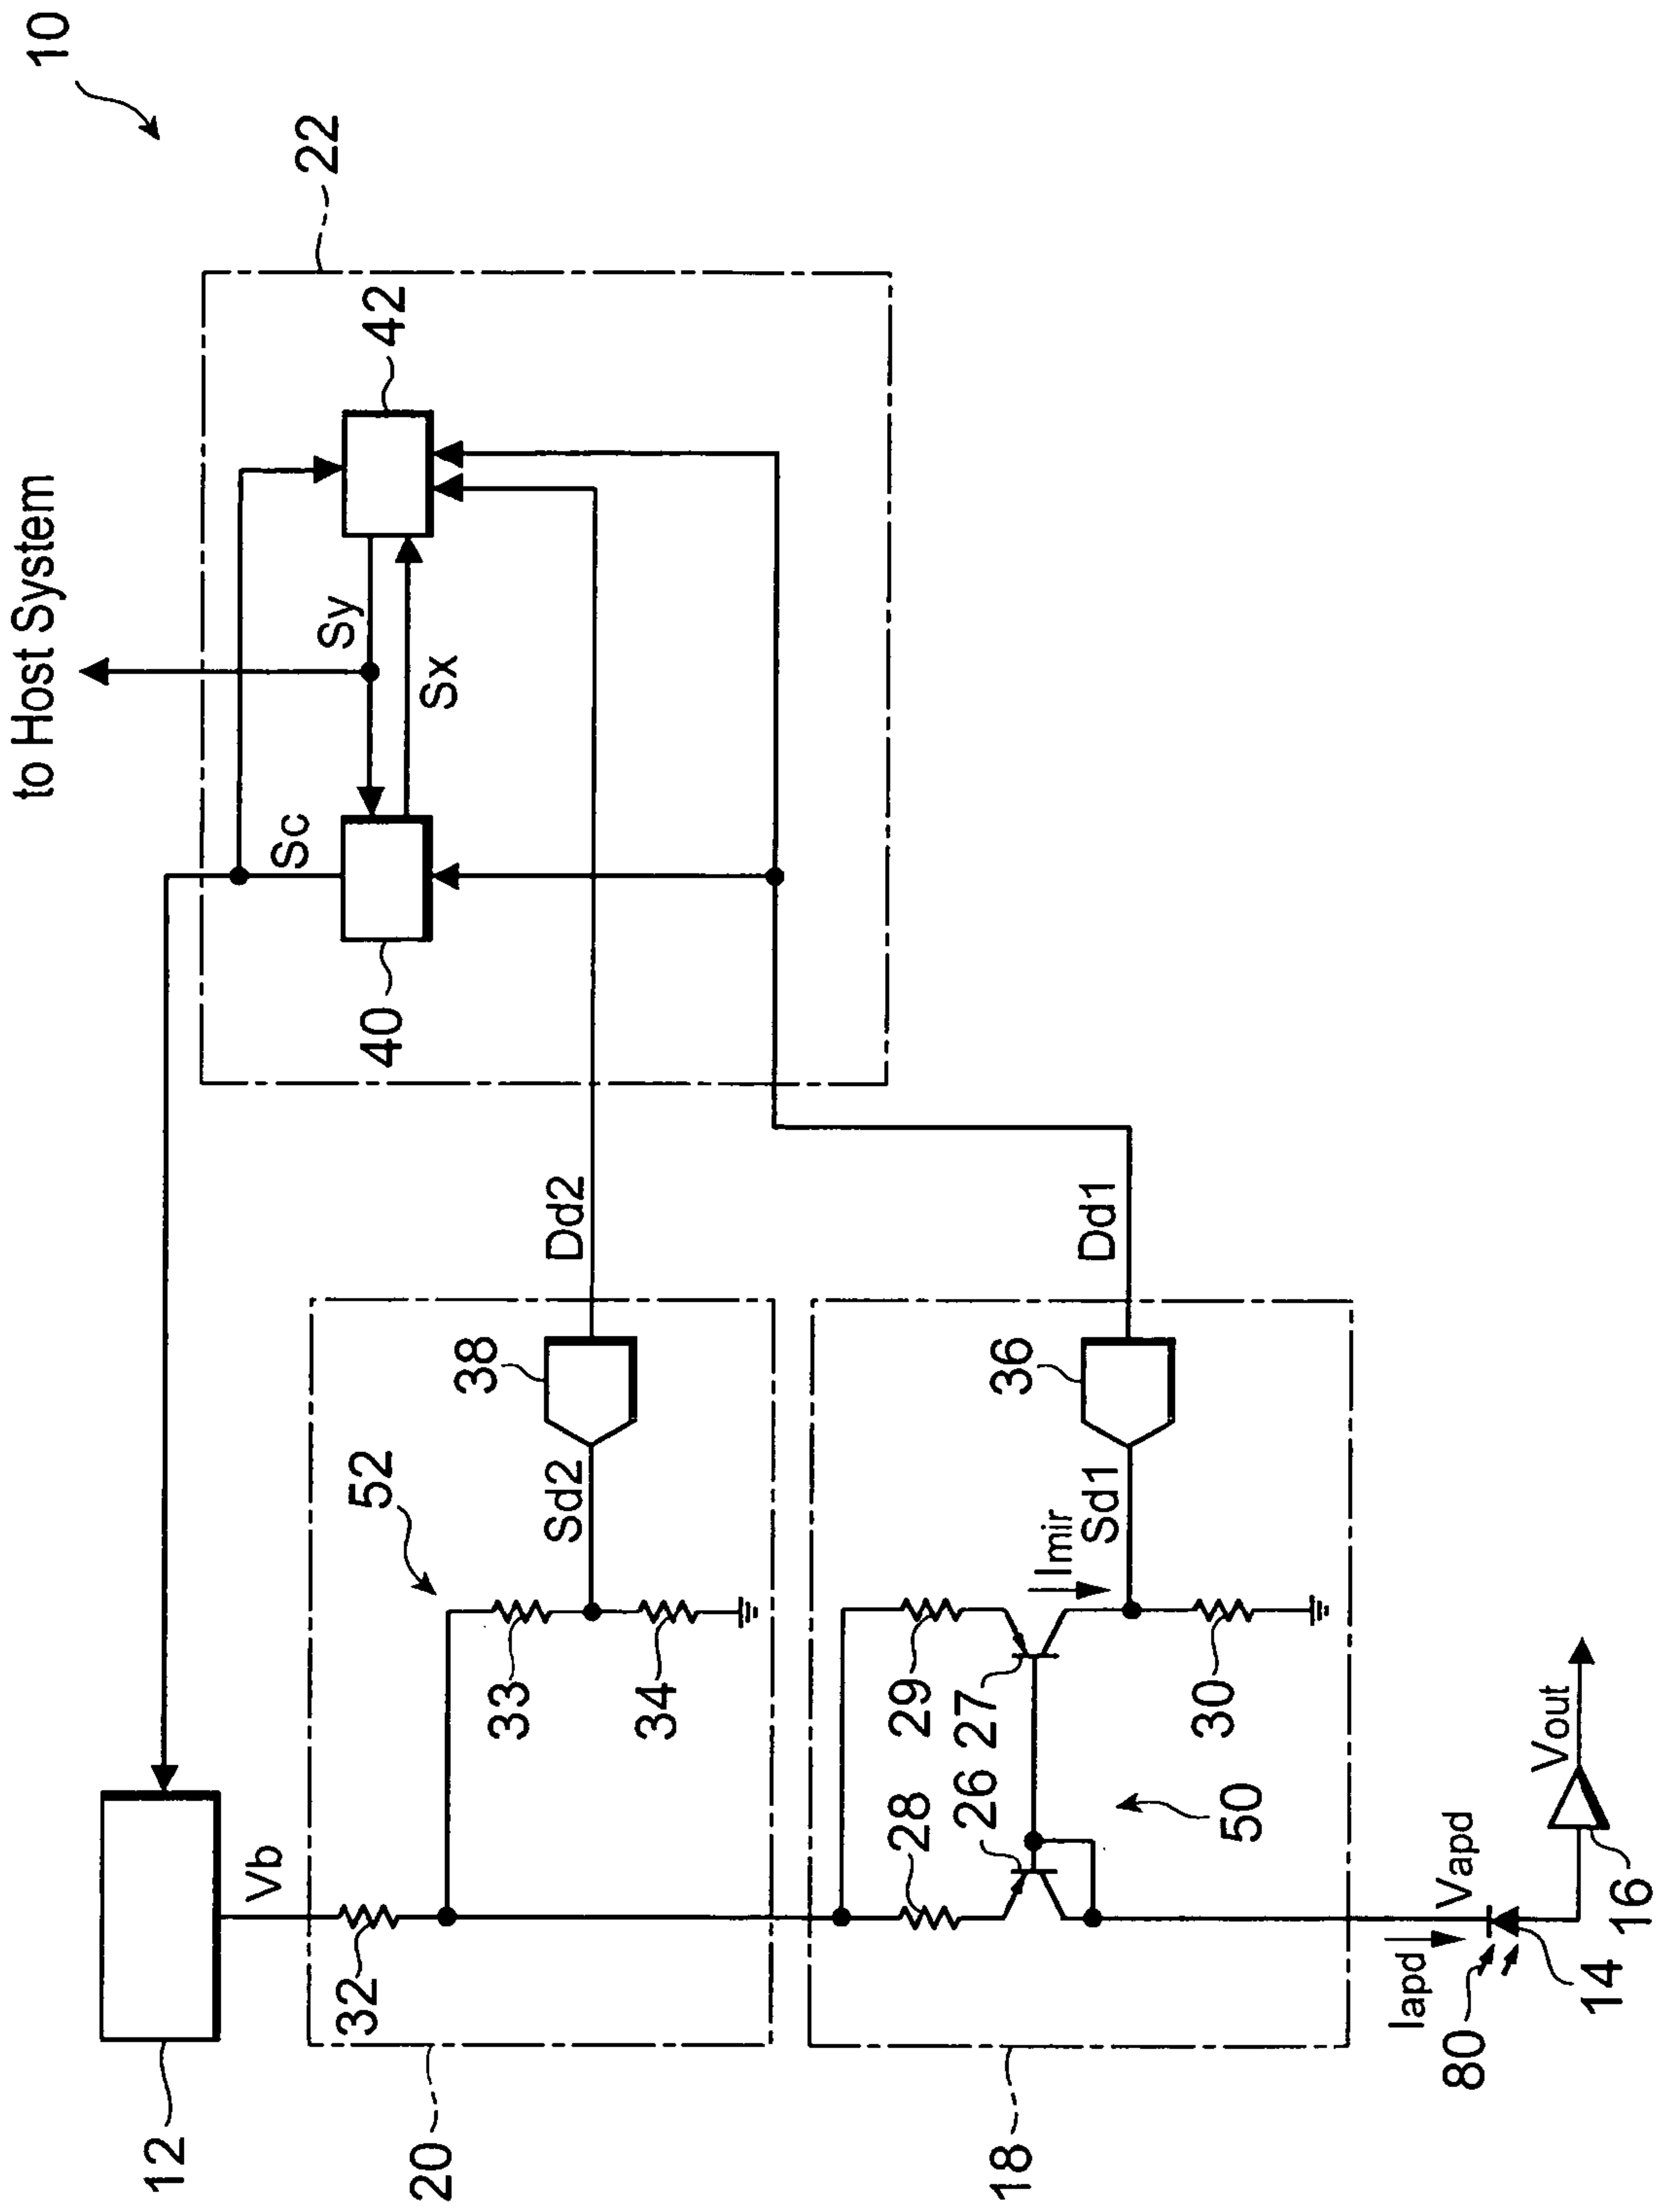 10
to Host System
22
42
Sy
Sx
Sc
40
12
Vb
Dd2
38
52
Sd2
33
34
32
20
Dd1
36
Imir
Sd1
29
27
30
28
26
50
18
Vout
Vapd
16
Iapd
14
80